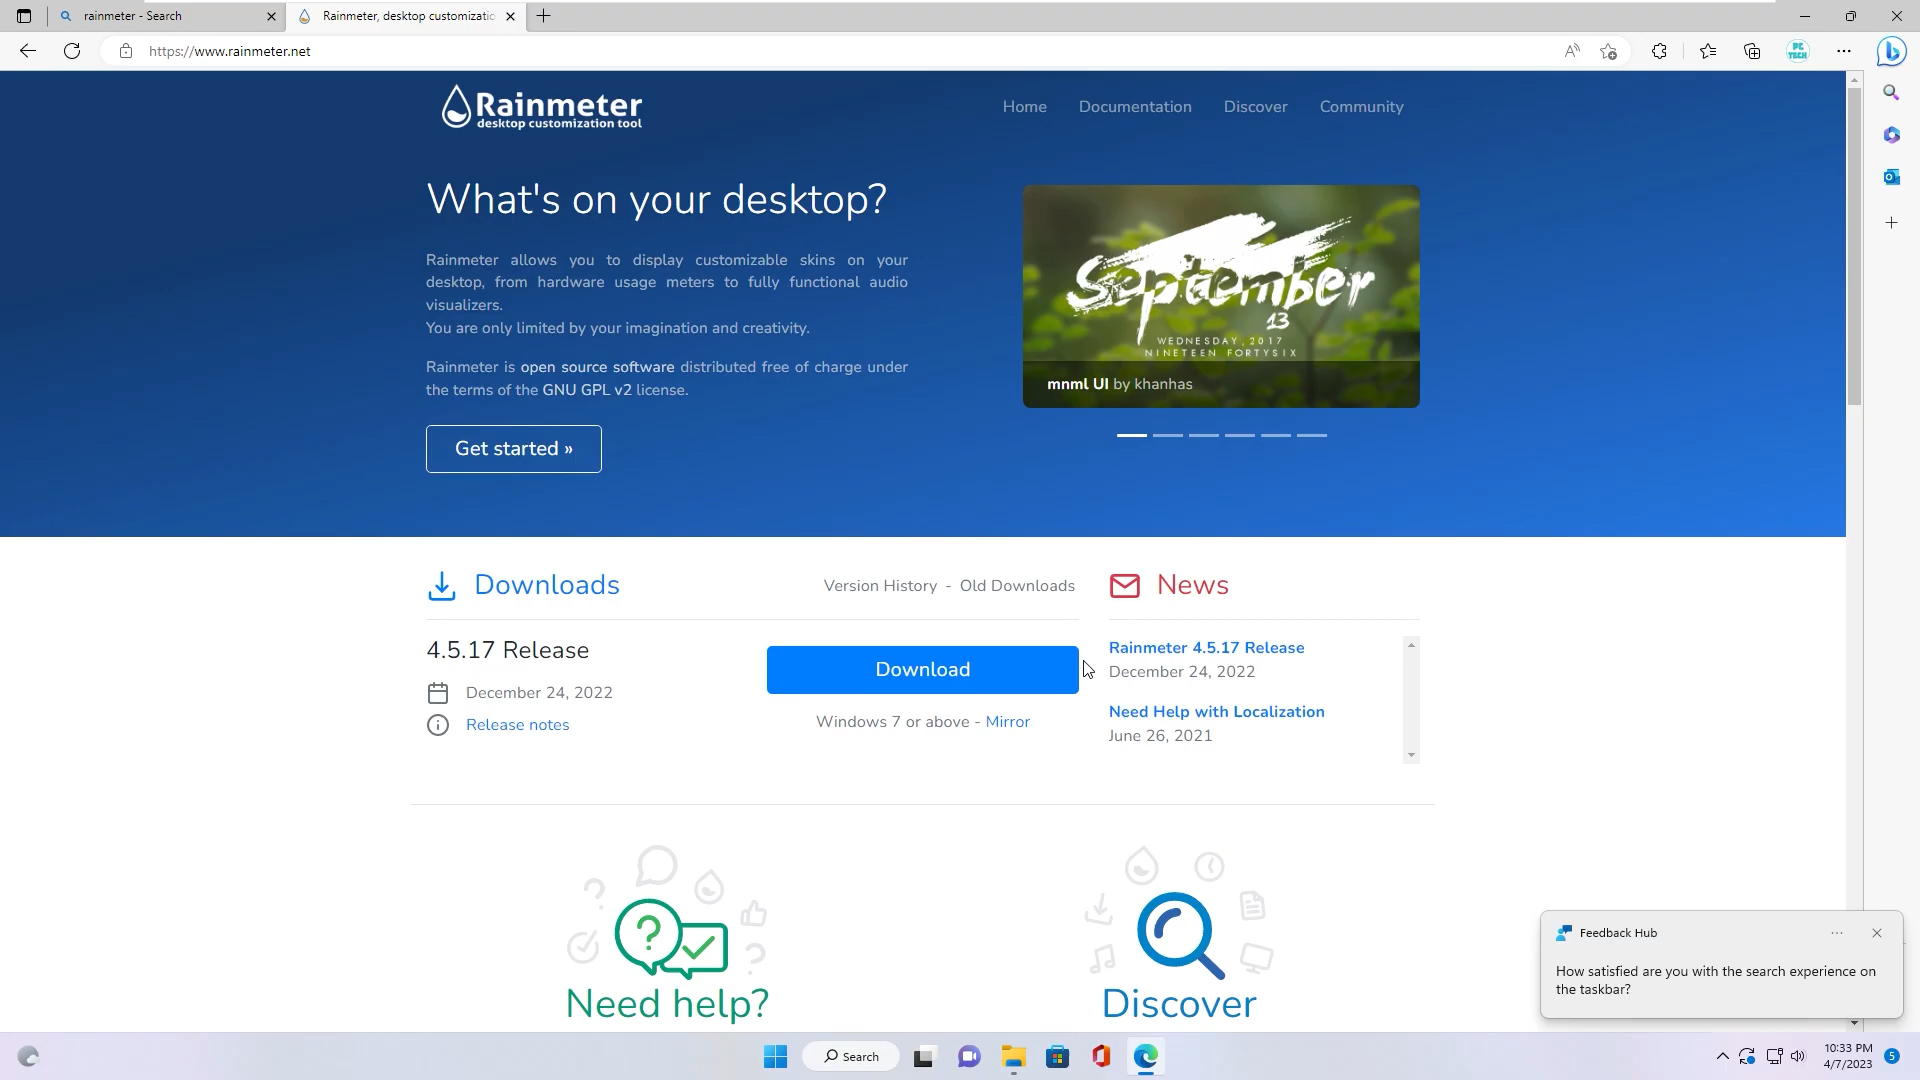 rainmeter - Search
Rainmeter, desktop customizatio
https://www.rainmeter.net
PC
TECH
Rainmeter
desktop customization tool
Home
Documentation
Discover
Community
What's on your desktop?
Rainmeter allows you to display customizable skins on your
desktop, from hardware usage meters to fully functional audio
visualizers.
You are only limited by your imagination and creativity.
Rainmeter is open source software distributed free of charge under
the terms of the GNU GPL v2 license.
Get started »
September
13
WEDNESDAY, 2017
NINETEEN FORTYSIX
mnml UI by khanhas
Downloads
Version History - Old Downloads
4.5.17 Release
December 24, 2022
Release notes
Download
Windows 7 or above - Mirror
News
Rainmeter 4.5.17 Release
December 24, 2022
Need Help with Localization
June 26, 2021
Need help?
Discover
Feedback Hub
How satisfied are you with the search experience on
the taskbar?
Search
10:33 PM
4/7/2023
5